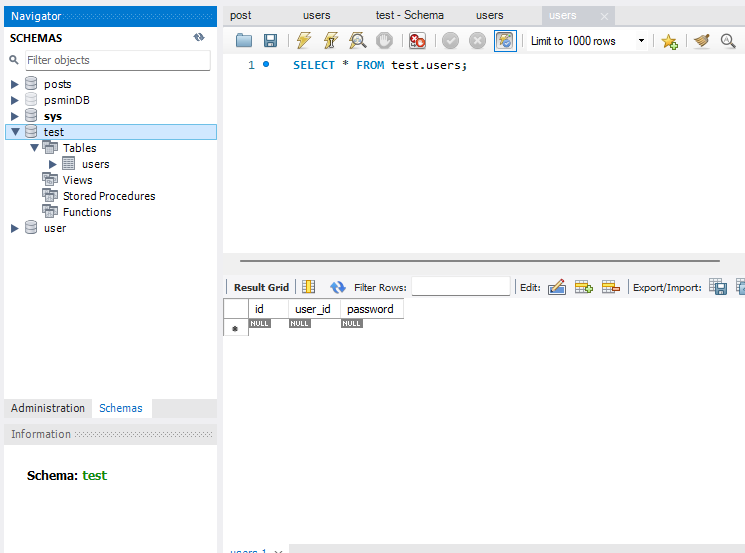 Navigator
SCHEMAS
Filter objects
posts
psminDB
sys
test
Tables
users
Views
Stored Procedures
Functions
user
Administration Schemas
Information
Schema: test
post users test - Schema users users
Limit to 1000 rows
1 SELECT * FROM test.users;
Result Grid Filter Rows: Edit: Export/Import:
id user_id password
NULL NULL NULL
users 1